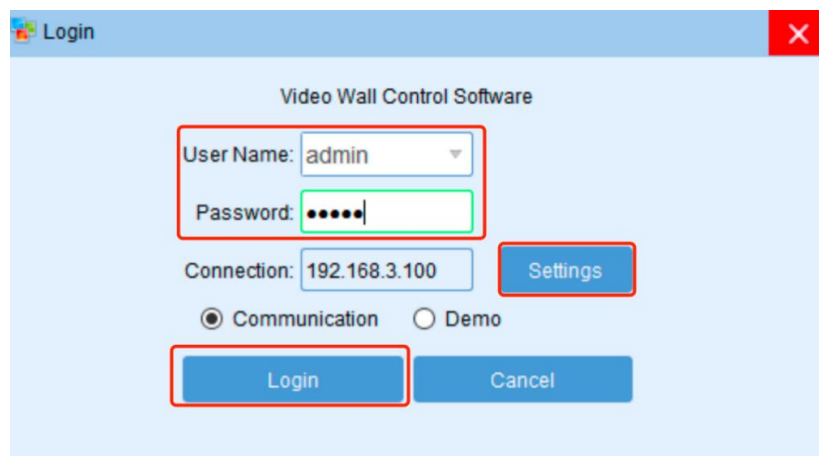 Login
Video Wall Control Software
User Name: admin
Password: •••••
Connection: 192.168.3.100 Settings
Communication Demo
Login Cancel